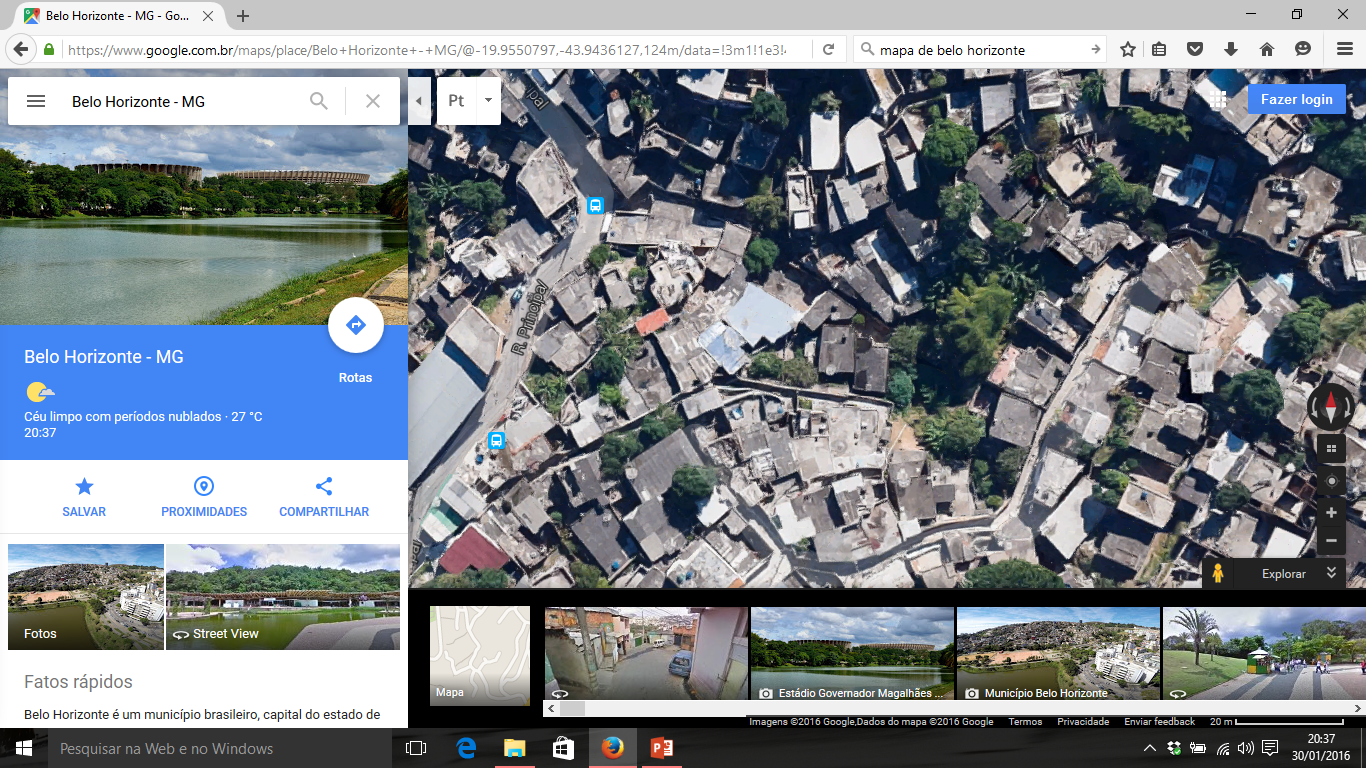 Belo Horizonte - MG - Go...
https://www.google.com.br/maps/place/Belo+Horizonte+-+MG/@-19.9550797,-43.9436127,124m/data=!3m1!1e3!4
mapa de belo horizonte
Belo Horizonte - MG
Pt
Fazer login
Belo Horizonte - MG
Rotas
Céu limpo com períodos nublados · 27 °C
20:37
SALVAR
PROXIMIDADES
COMPARTILHAR
Fotos
Street View
Fatos rápidos
Belo Horizonte é um município brasileiro, capital do estado de
R. Principal
Explorar
Mapa
Estádio Governador Magalhães ...
Município Belo Horizonte
Imagens ©2016 Google,Dados do mapa ©2016 Google
Termos
Privacidade
Enviar feedback
20 m
Pesquisar na Web e no Windows
20:37
30/01/2016